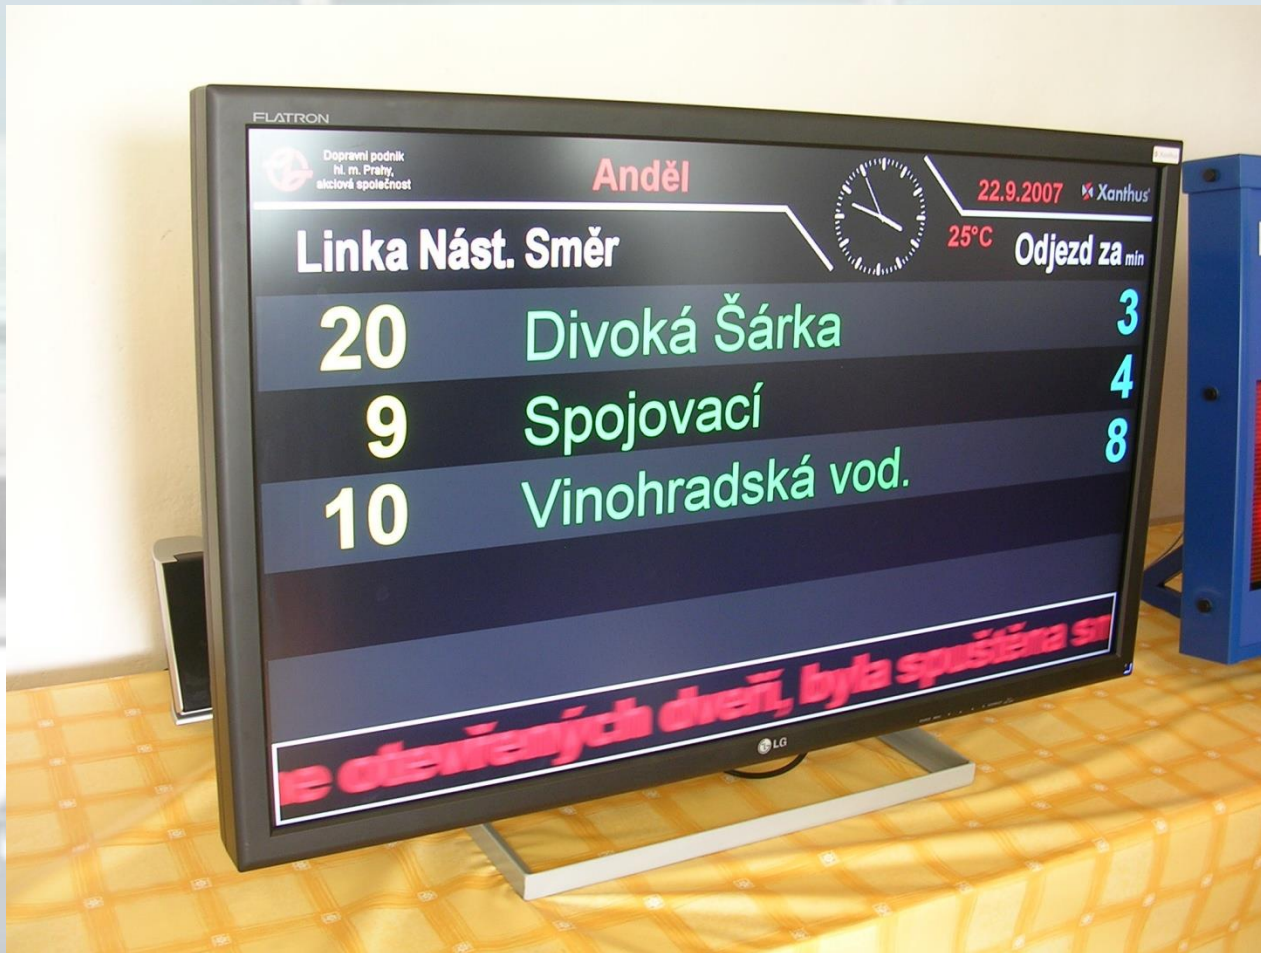 FLATRON
Dopravní podnik
hl. m. Prahy,
akciová společnost
Anděl
22.9.2007
Xanthus
25°C
Linka Nást. Směr
Odjezd za min
20 Divoká Šárka 3
9 Spojovací 4
10 Vinohradská vod. 8
otevřených dveří, byla spuštěna
LG